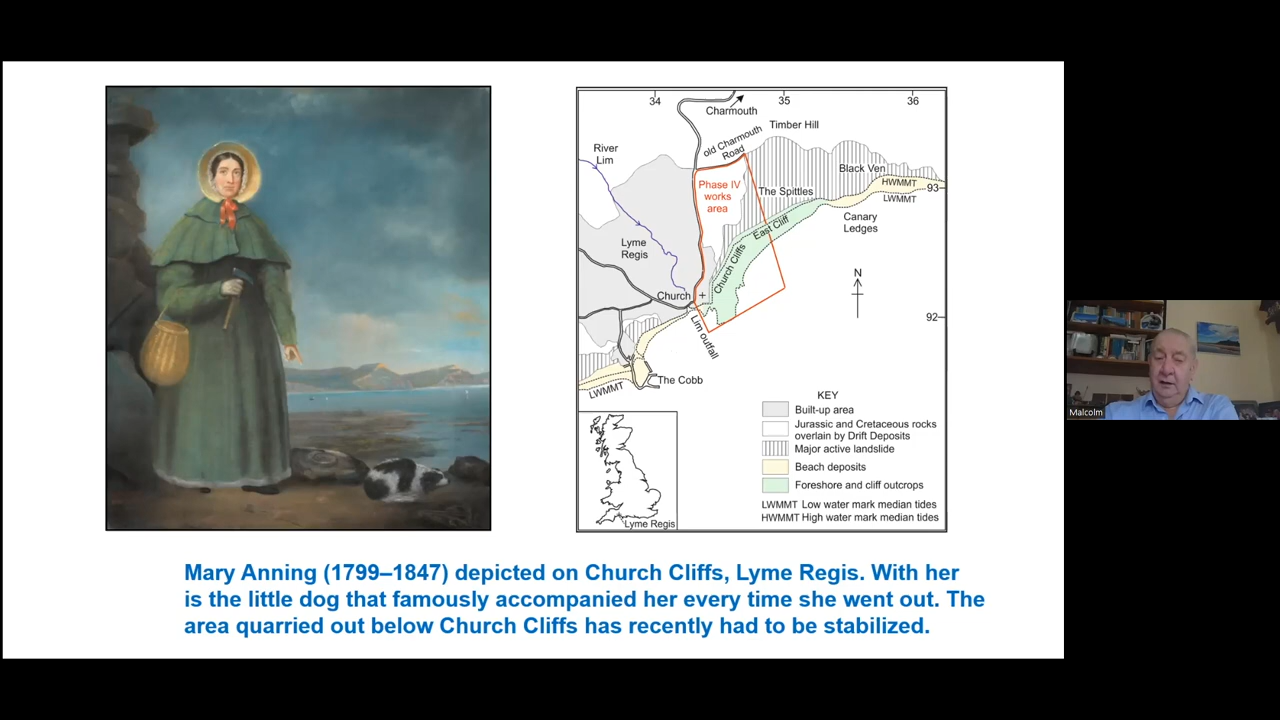 34
35
36
Charmouth
Timber Hill
old Charmouth
Road
River
Lim
Black Ven
HWMMT
93
LWMMT
Phase IV
works
area
The Spittles
East Cliff
Canary
Ledges
Lyme
Regis
Church Cliffs
N
Church
92
Lim outfall
The Cobb
LWMMT
KEY
Built-up area
Jurassic and Cretaceous rocks
overlain by Drift Deposits
Major active landslide
Beach deposits
Foreshore and cliff outcrops
LWMMT Low water mark median tides
HWMMT High water mark median tides
Lyme Regis
Mary Anning (1799–1847) depicted on Church Cliffs, Lyme Regis. With her
is the little dog that famously accompanied her every time she went out. The
area quarried out below Church Cliffs has recently had to be stabilized.
Malcolm